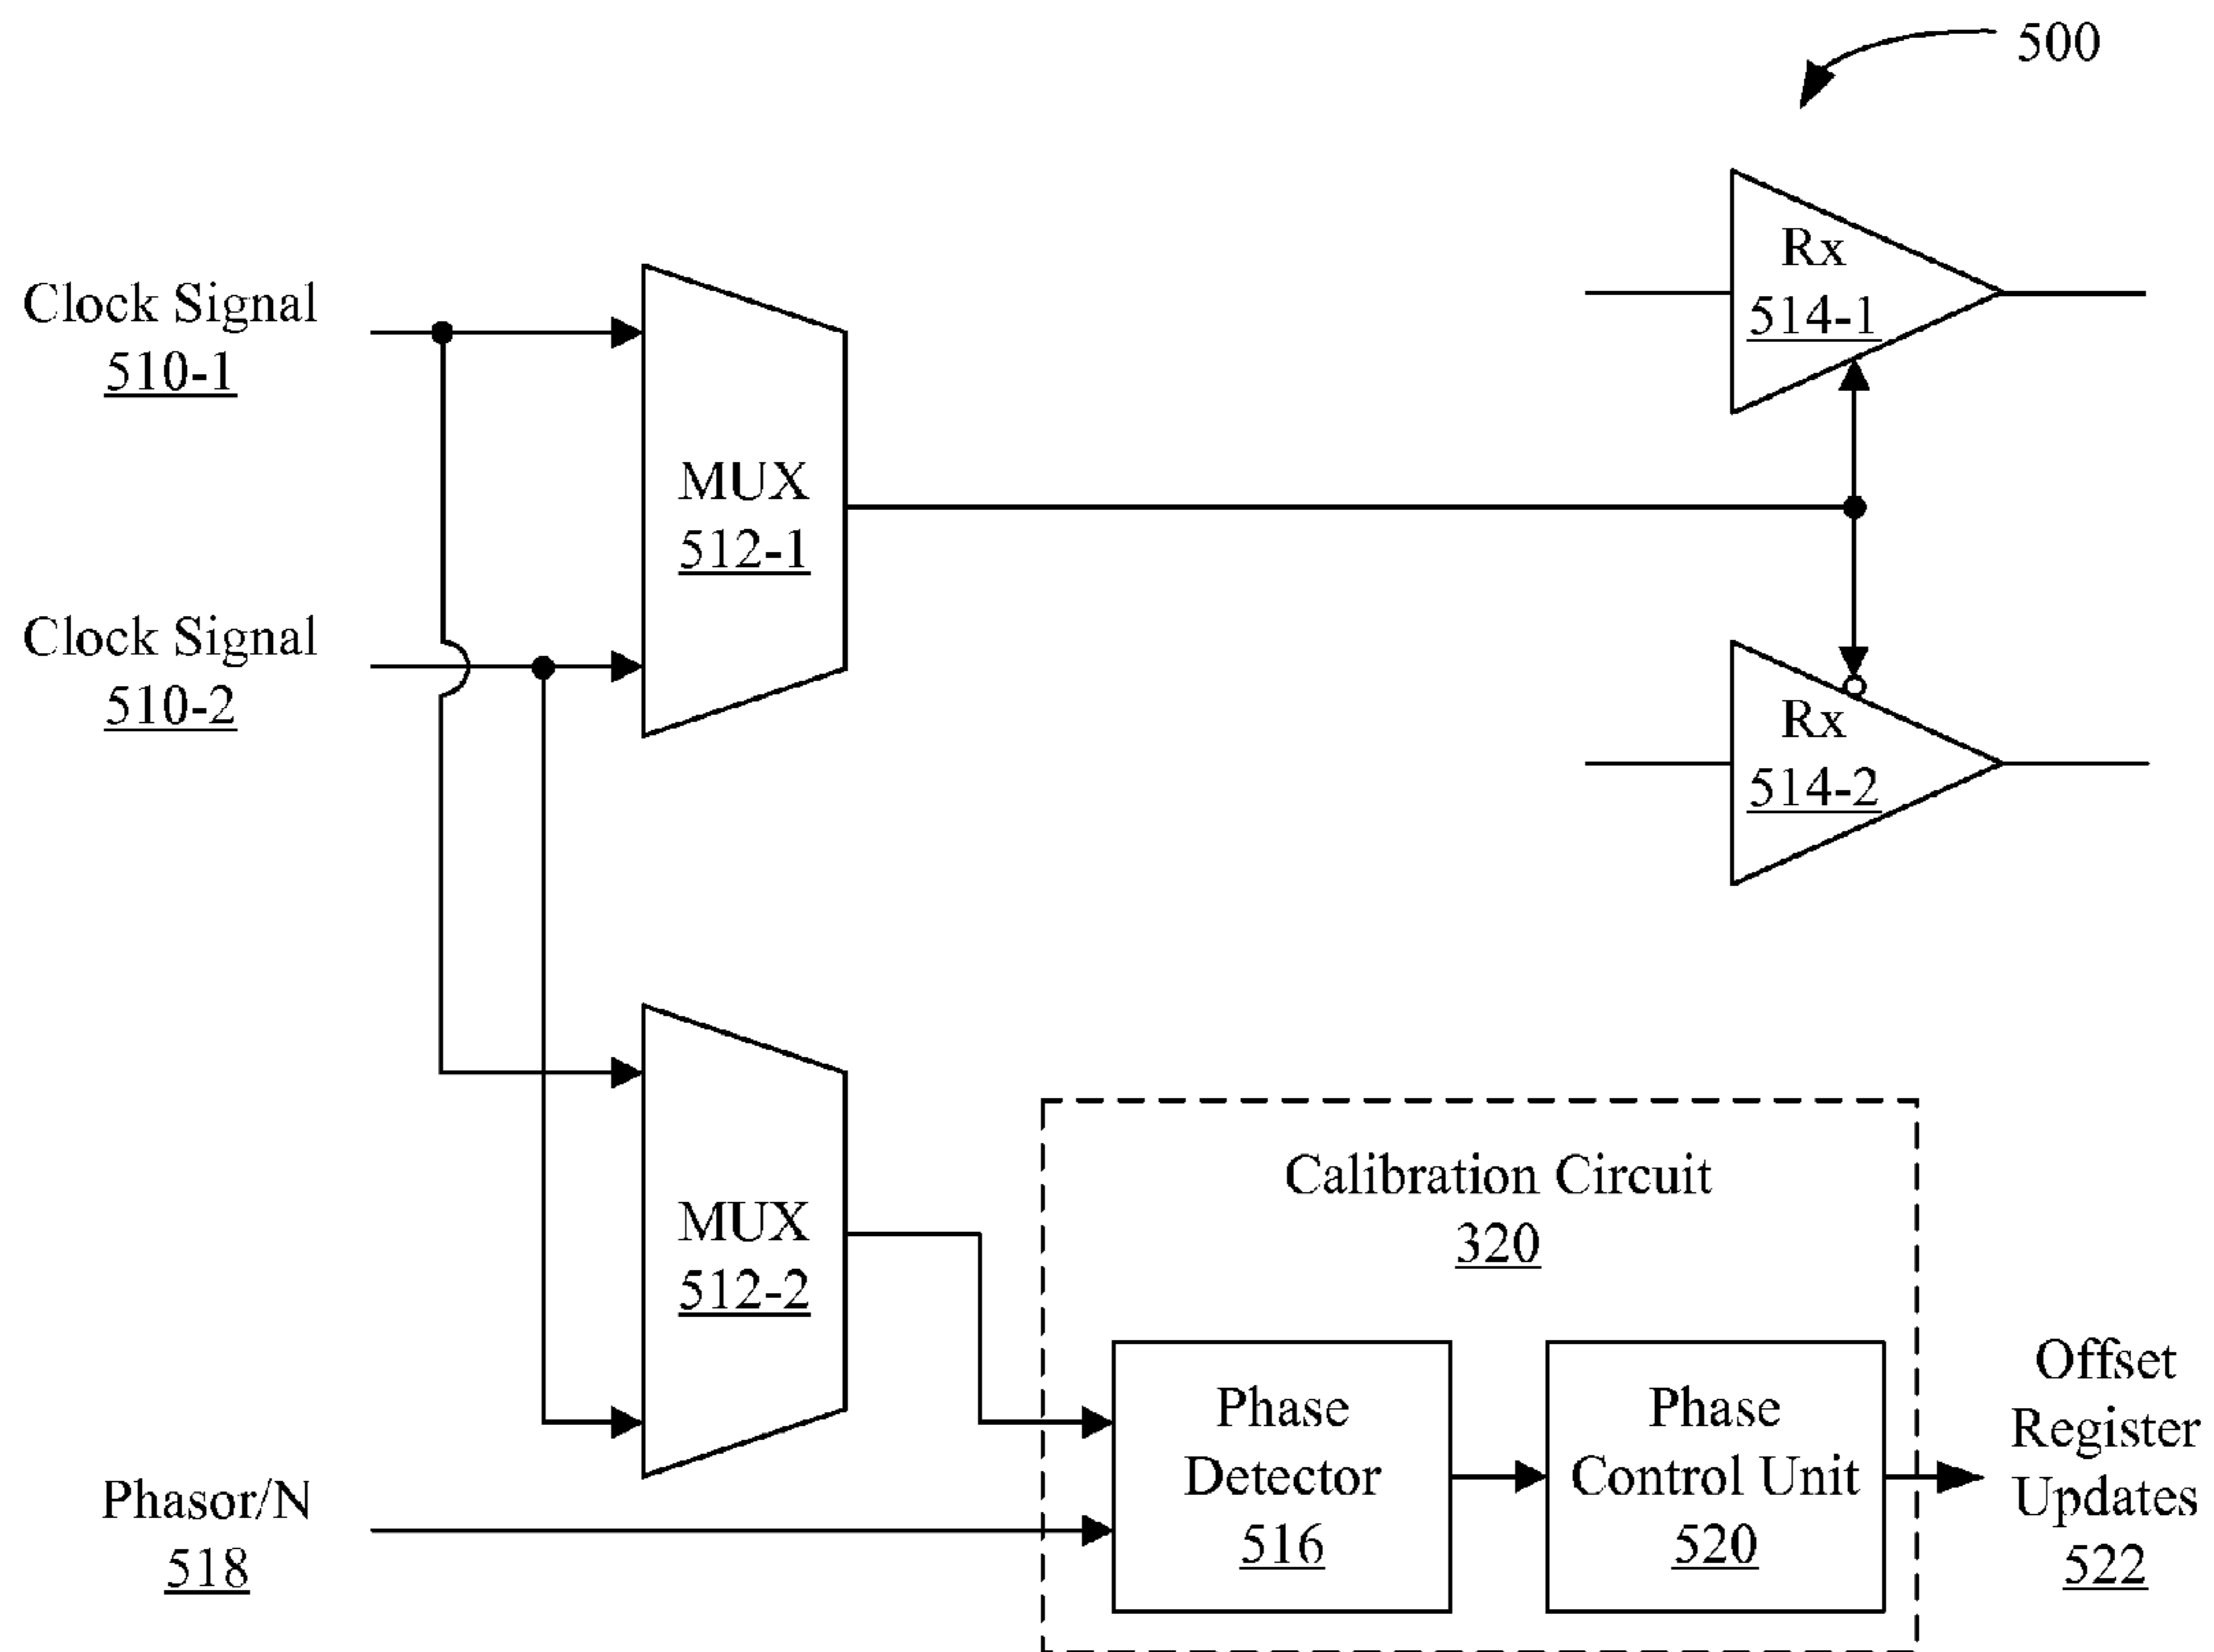 500
Clock Signal
510-1
MUX
512-1
Rx
514-1
Clock Signal
510-2
Rx
514-2
MUX
512-2
Calibration Circuit
320
Phasor/N
518
Phase
Detector
516
Phase
Control Unit
520
Offset
Register
Updates
522